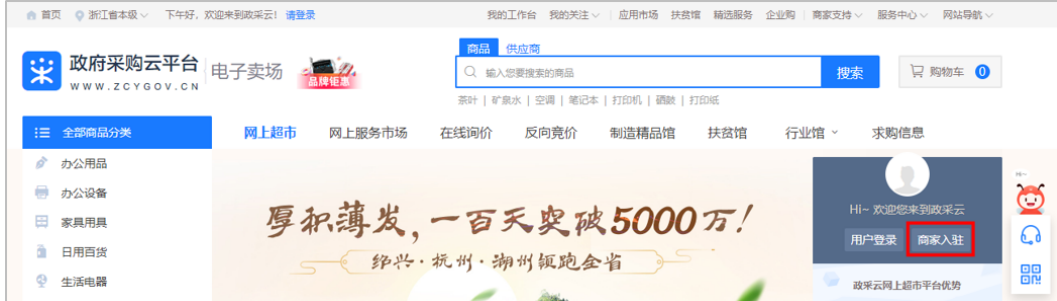 首页 浙江省本级 下午好，欢迎来到政采云！ 请登录 我的工作台 我的关注 应用市场 扶贫馆 精选服务 企业购 商家支持 服务中心 网站导航
商品 供应商
政府采购云平台 电子卖场 品牌钜惠
WWW.ZCYGOV.CN
输入您要搜索的商品 搜索 购物车 0
茶叶 | 矿泉水 | 空调 | 笔记本 | 打印机 | 硒鼓 | 打印纸
全部商品分类 网上超市 网上服务市场 在线询价 反向竞价 制造精品馆 扶贫馆 行业馆 求购信息
办公用品
办公设备
家具用具
日用百货
生活电器
厚积薄发，一百天突破5000万！
绍兴·杭州·湖州领跑全省
Hi~ 欢迎您来到政采云
用户登录 商家入驻
政采云网上超市平台优势